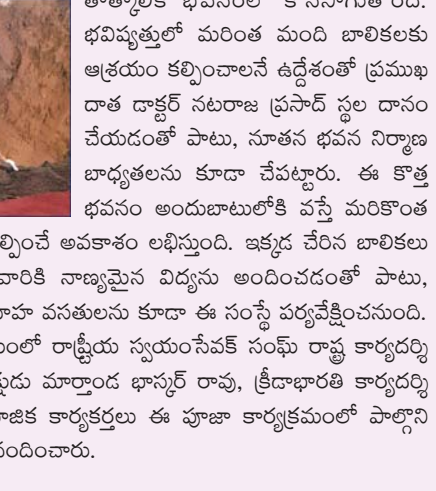 తాత్కాలిక భవనంలో కొనసాగుతోంది.
భవిష్యత్తులో మరింత మంది బాలికలకు
ఆశ్రయం కల్పించాలనే ఉద్దేశంతో ప్రముఖ
దాత డాక్టర్ నటరాజ ప్రసాద్ స్థల దానం
చేయడంతో పాటు, నూతన భవన నిర్మాణ
బాధ్యతలను కూడా చేపట్టారు. ఈ కొత్త
భవనం అందుబాటులోకి వస్తే మరికొంత
ల్పించే అవకాశం లభిస్తుంది. ఇక్కడ చేరిన బాలికలు
వారికి నాణ్యమైన విద్యను అందించడంతో పాటు,
వసతులను కూడా ఈ సంస్థే పర్యవేక్షించనుంది.
రాష్ట్రీయ స్వయంసేవక్ సంఘ్ రాష్ట్ర కార్యదర్శి
మార్తాండ భాస్కర్ రావు, క్రీడాభారతి కార్యదర్శి
కార్యకర్తలు ఈ పూజా కార్యక్రమంలో పాల్గొని